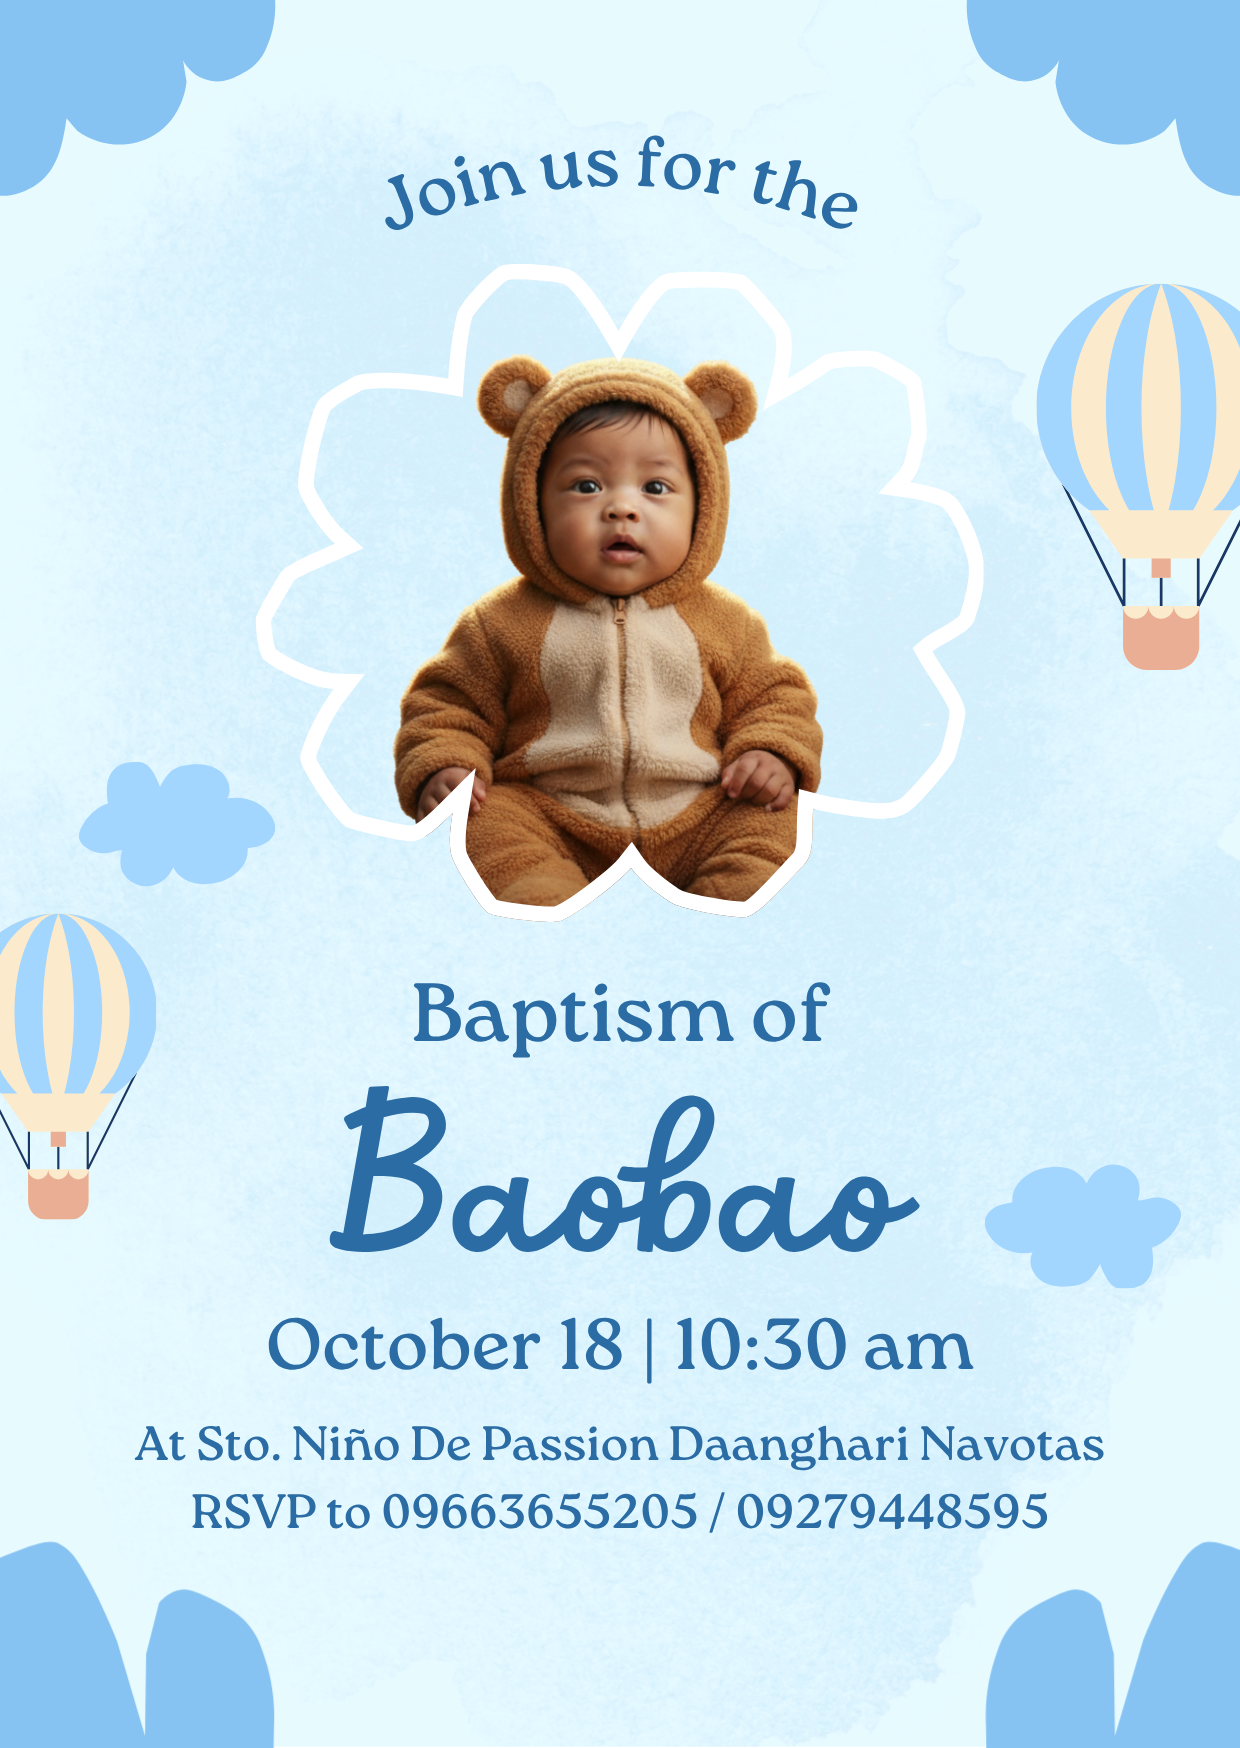 Join us for the
Baptism of
Baobao
October 18 | 10:30 am
At Sto. Niño De Passion Daanghari Navotas
RSVP to 09663655205 / 09279448595